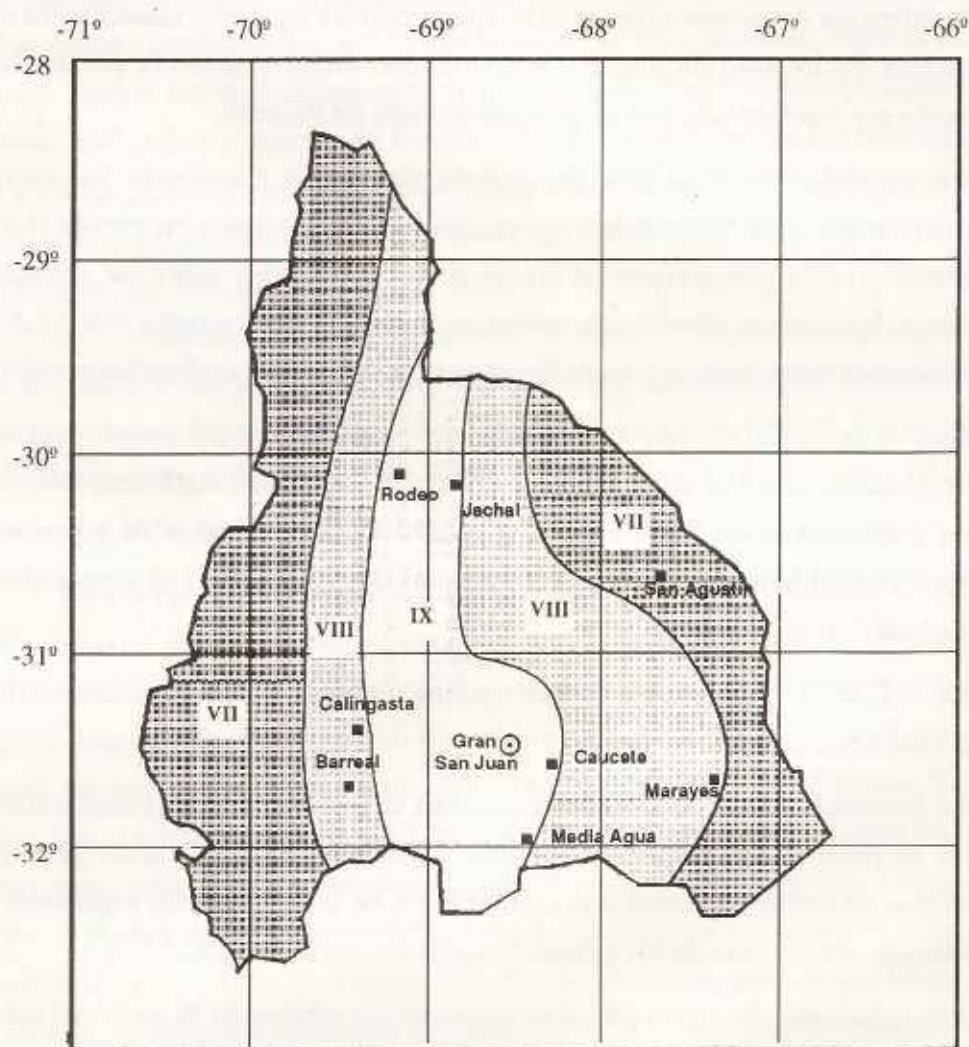 -71º -70º -69º -68º -67º -66º
-28
-29º
-30º
Rodeo
Jachal
VII
San Agustin
IX
VIII VIII
-31º
VII
Calingasta
Gran
San Juan
Caucete
Barreal
Marayes
Media Agua
-32º